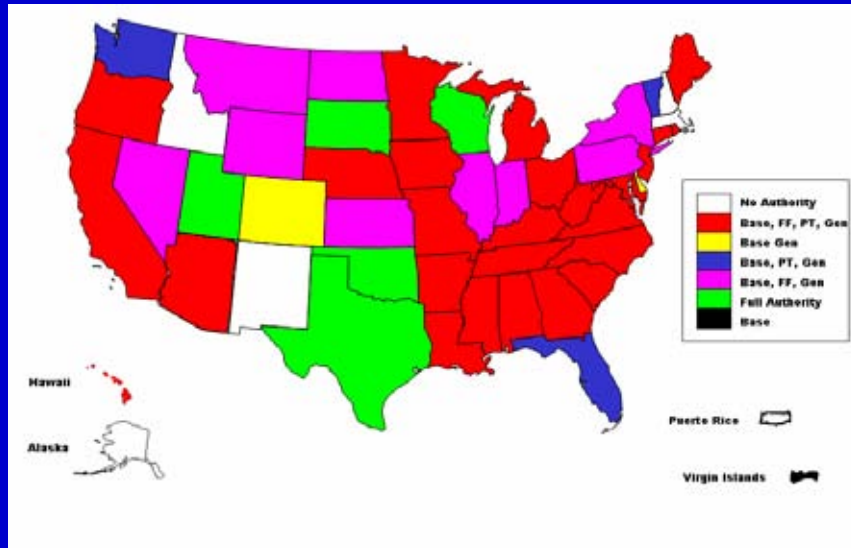 No Authority
Base, FF, PT, Gen
Base Gen
Base, PT, Gen
Base, FF, Gen
Full Authority
Base
Hawaii
Alaska
Puerto Rico
Virgin Islands